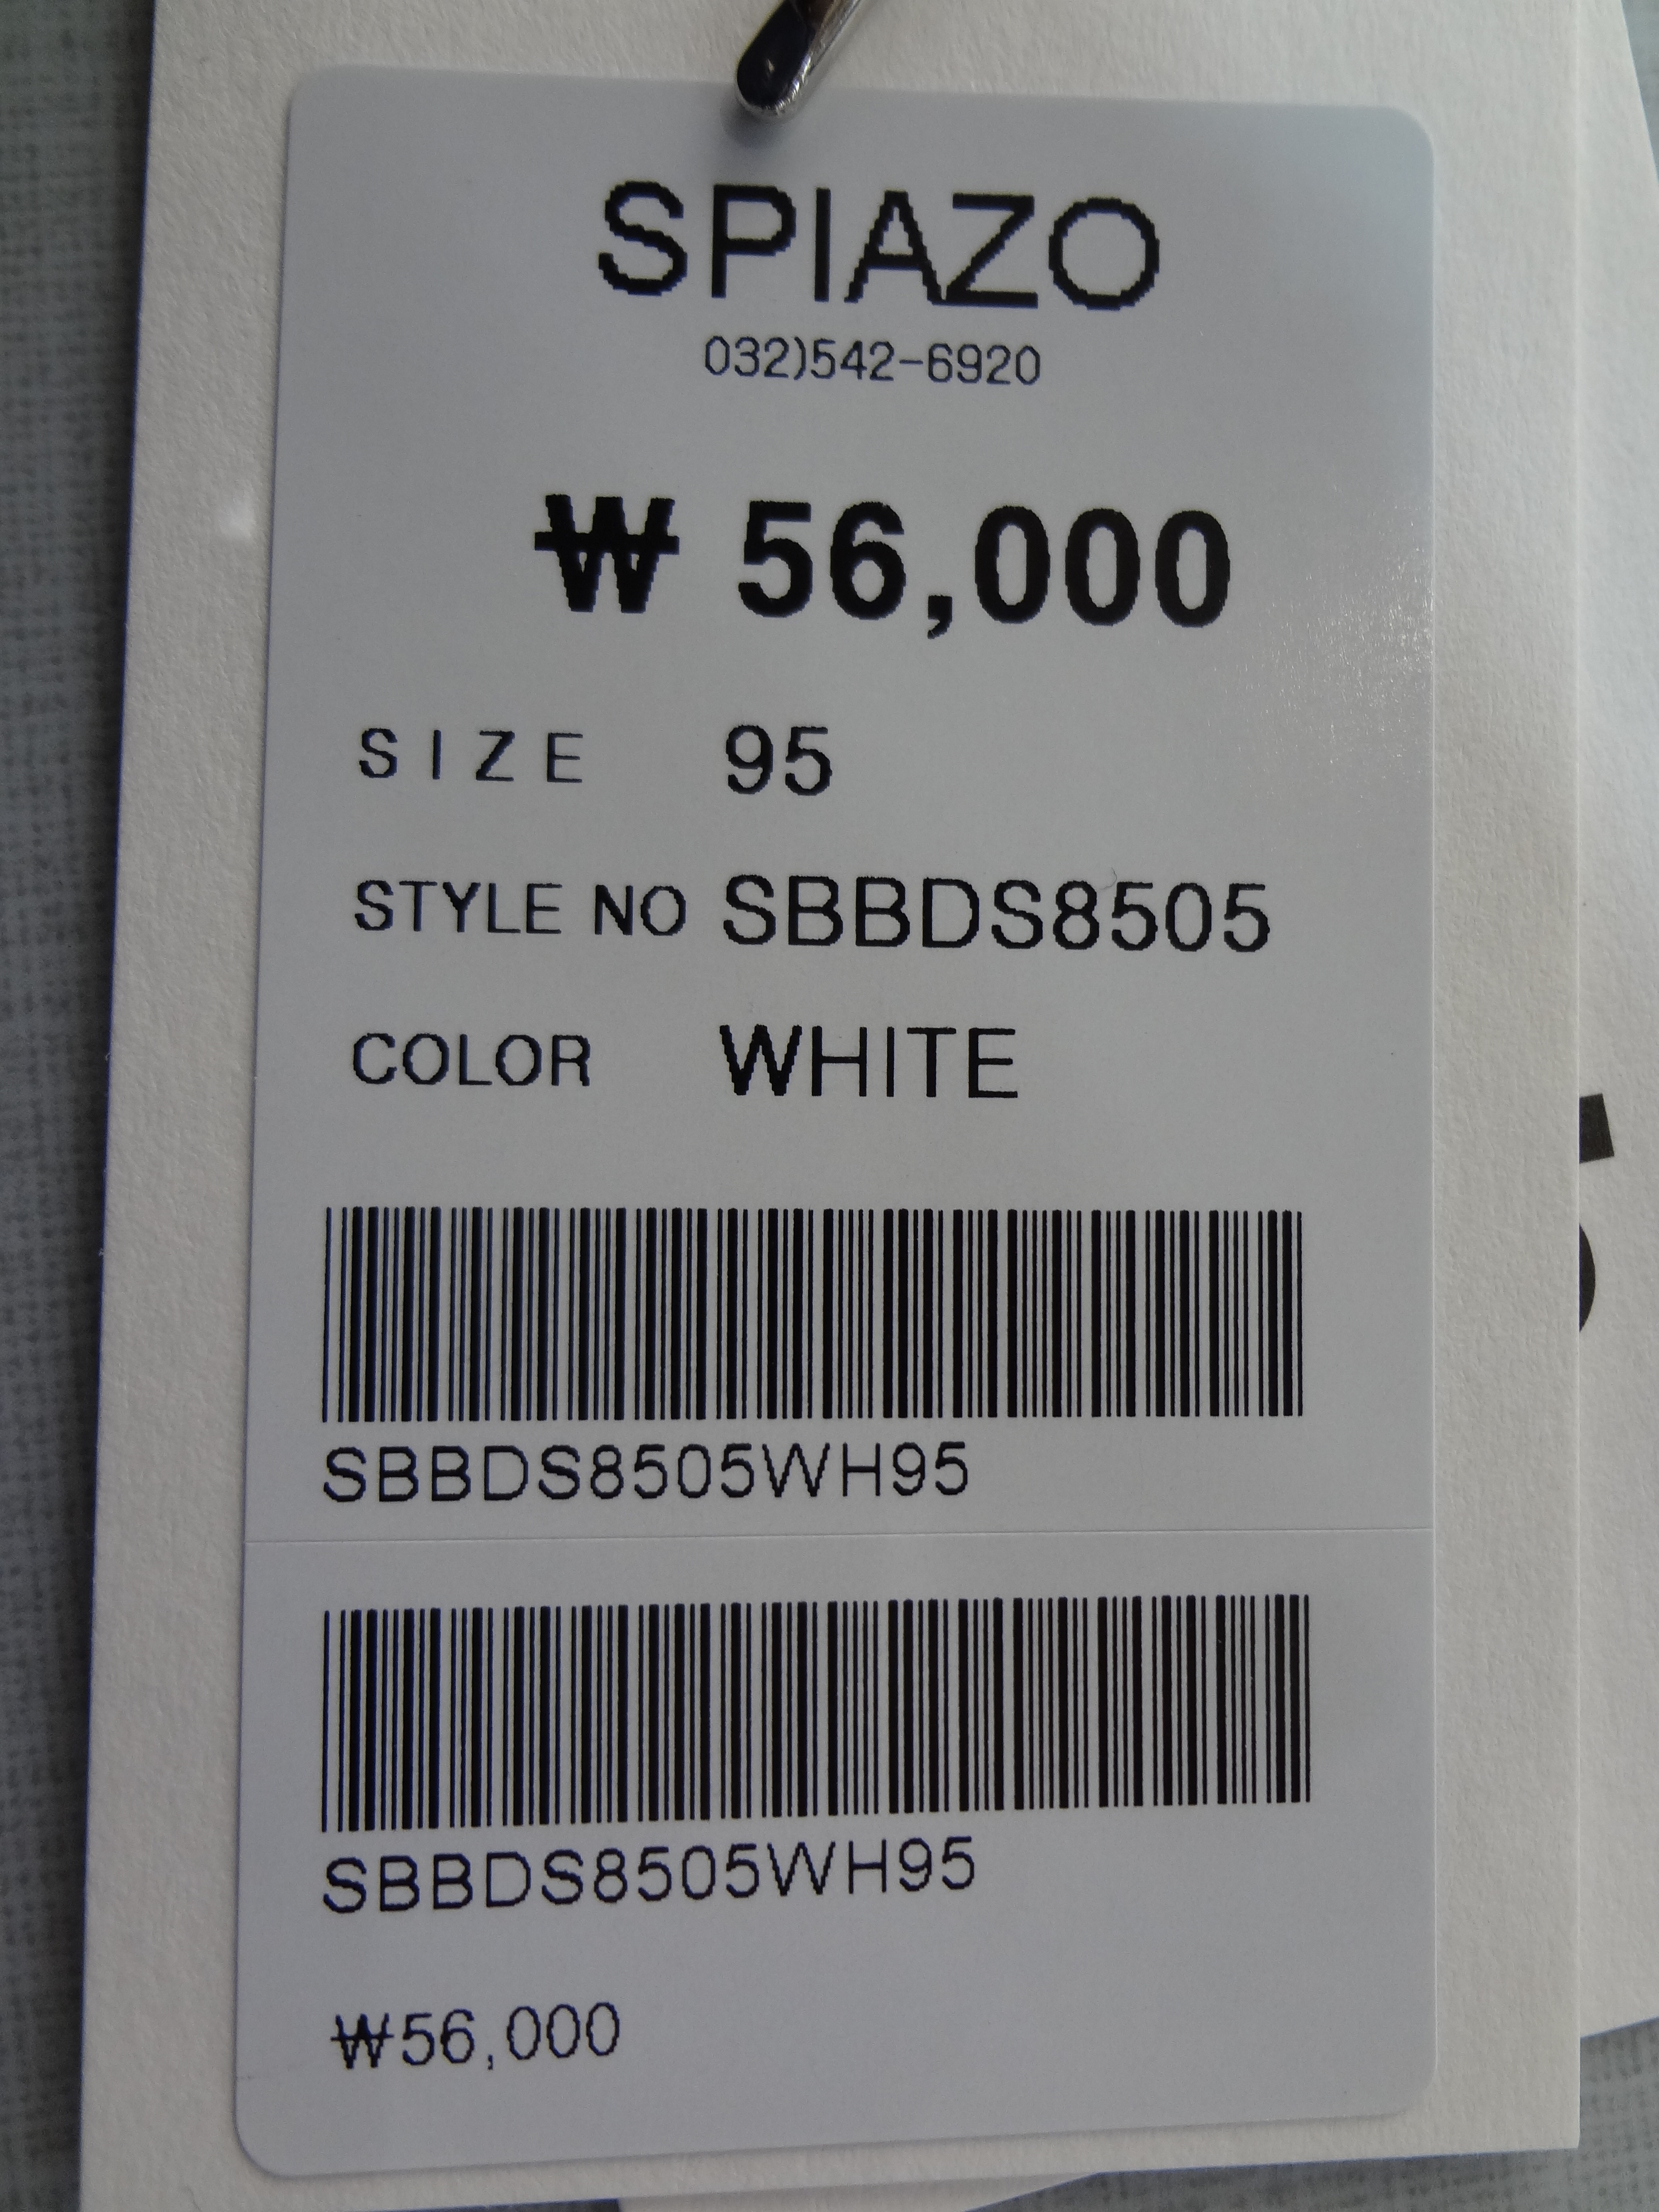 SPIAZO
032)542-6920
₩ 56,000
SIZE 95
STYLE NO SBBDS8505
COLOR WHITE
SBBDS8505WH95
SBBDS8505WH95
₩56,000